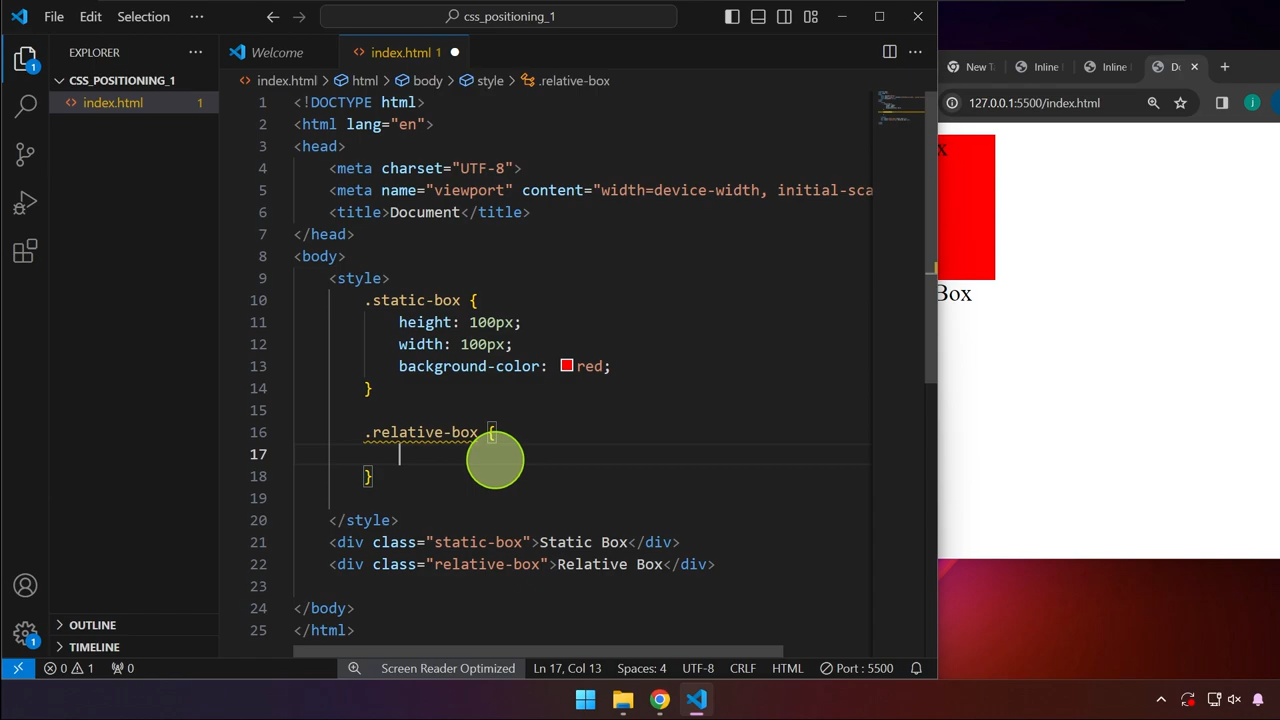 File Edit Selection ··· css_positioning_1
EXPLORER ···
CSS_POSITIONING_1
index.html 1
Welcome
index.html 1
index.html > html > body > style > .relative-box
1 <!DOCTYPE html>
2 <html lang="en">
3 <head>
4 <meta charset="UTF-8">
5 <meta name="viewport" content="width=device-width, initial-sca
6 <title>Document</title>
7 </head>
8 <body>
9 <style>
10 .static-box {
11 height: 100px;
12 width: 100px;
13 background-color: red;
14 }
15
16 .relative-box {
17
18 }
19
20 </style>
21 <div class="static-box">Static Box</div>
22 <div class="relative-box">Relative Box</div>
23
24 </body>
25 </html>
1
1
OUTLINE
TIMELINE
0 1 0 Screen Reader Optimized Ln 17, Col 13 Spaces: 4 UTF-8 CRLF HTML Port : 5500
New T Inline Inline Do
127.0.0.1:5500/index.html i
x
Box